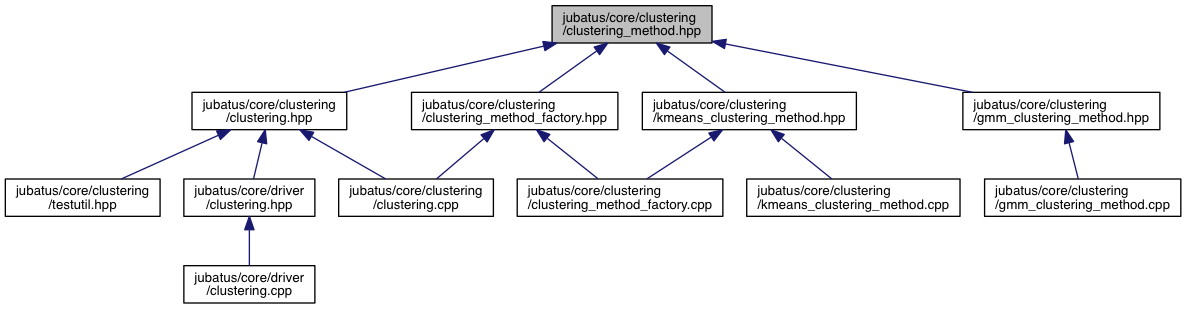 jubatus/core/clustering
/clustering_method.hpp
jubatus/core/clustering
/clustering.hpp
jubatus/core/clustering
/clustering_method_factory.hpp
jubatus/core/clustering
/kmeans_clustering_method.hpp
jubatus/core/clustering
/gmm_clustering_method.hpp
jubatus/core/clustering
/testutil.hpp
jubatus/core/driver
/clustering.hpp
jubatus/core/clustering
/clustering.cpp
jubatus/core/clustering
/clustering_method_factory.cpp
jubatus/core/clustering
/kmeans_clustering_method.cpp
jubatus/core/clustering
/gmm_clustering_method.cpp
jubatus/core/driver
/clustering.cpp